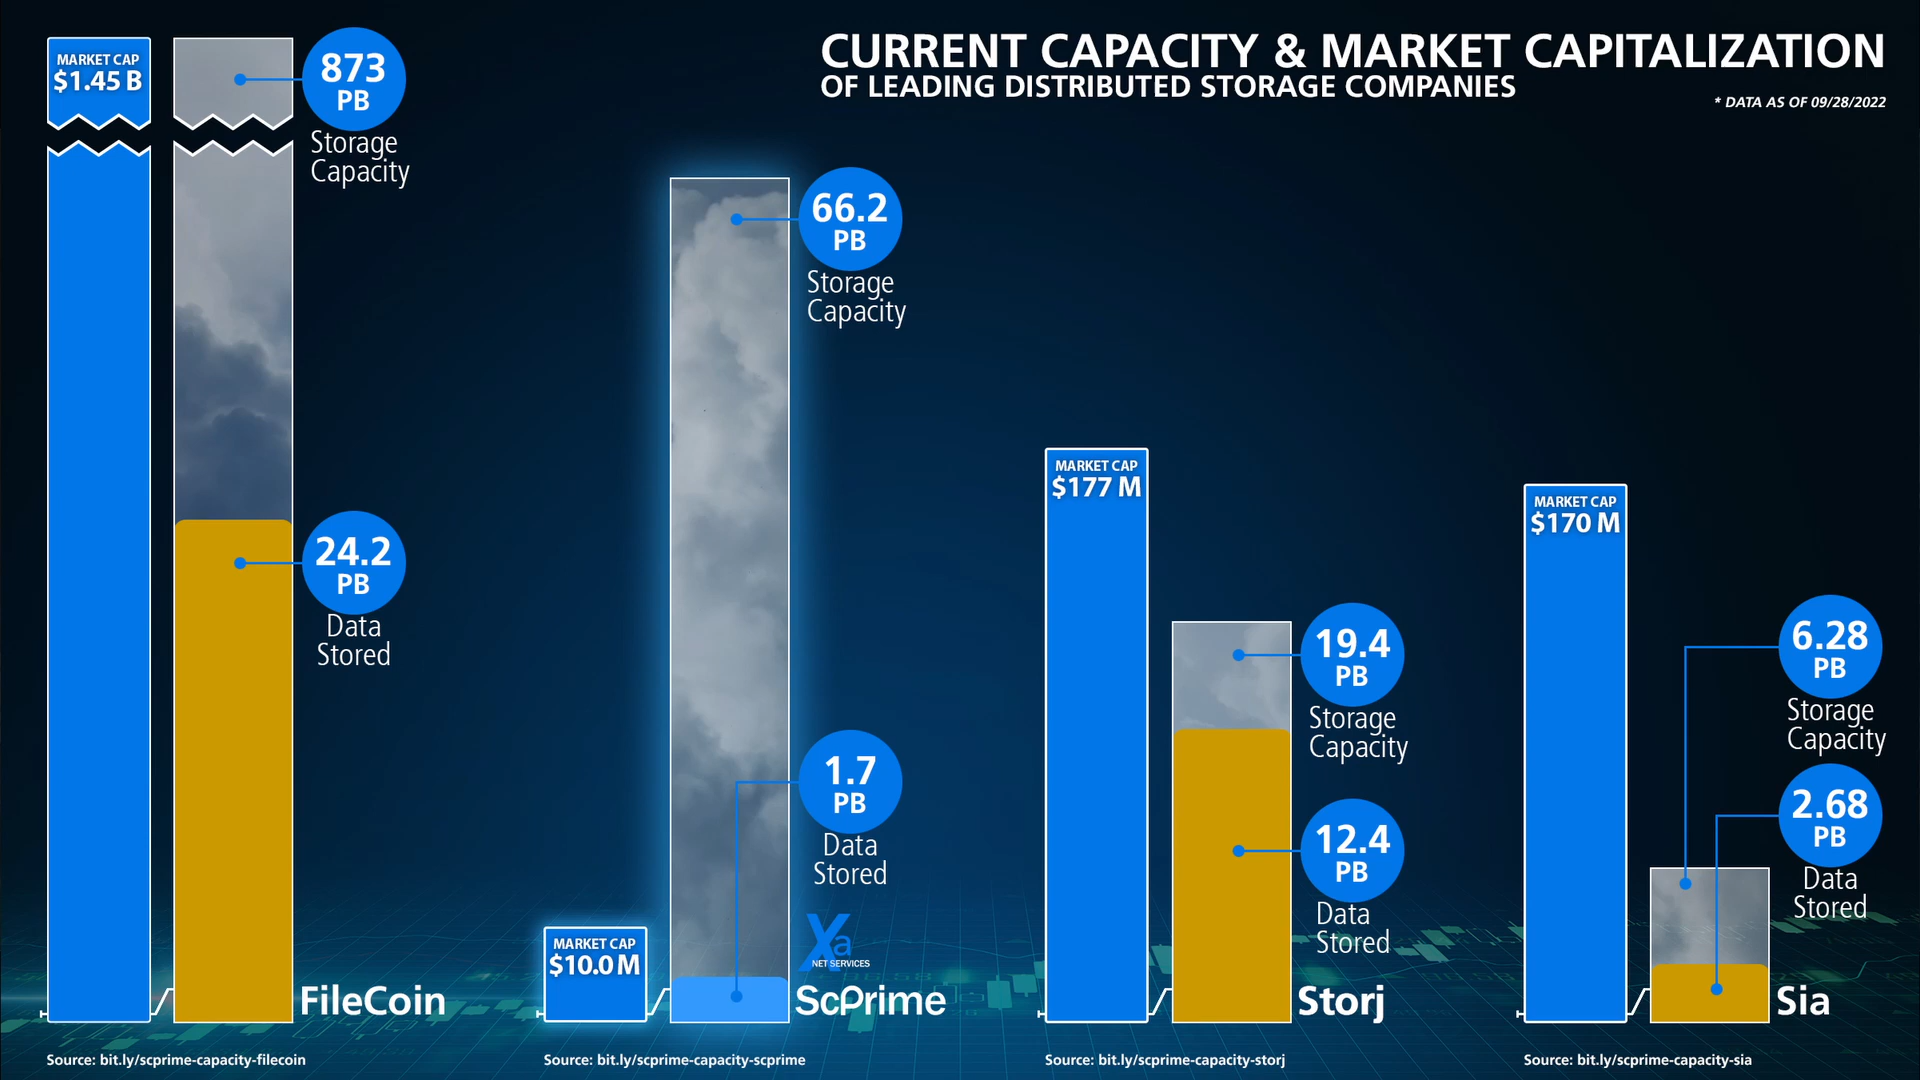 CURRENT CAPACITY & MARKET CAPITALIZATION
OF LEADING DISTRIBUTED STORAGE COMPANIES
* DATA AS OF 09/28/2022
MARKET CAP
$1.45 B
873
PB
Storage
Capacity
24.2
PB
Data
Stored
FileCoin
Source: bit.ly/scprime-capacity-filecoin
66.2
PB
Storage
Capacity
1.7
PB
Data
Stored
MARKET CAP
$10.0 M
Xa
NET SERVICES
ScPrime
Source: bit.ly/scprime-capacity-scprime
MARKET CAP
$177 M
19.4
PB
Storage
Capacity
12.4
PB
Data
Stored
Storj
Source: bit.ly/scprime-capacity-storj
MARKET CAP
$170 M
6.28
PB
Storage
Capacity
2.68
PB
Data
Stored
Sia
Source: bit.ly/scprime-capacity-sia